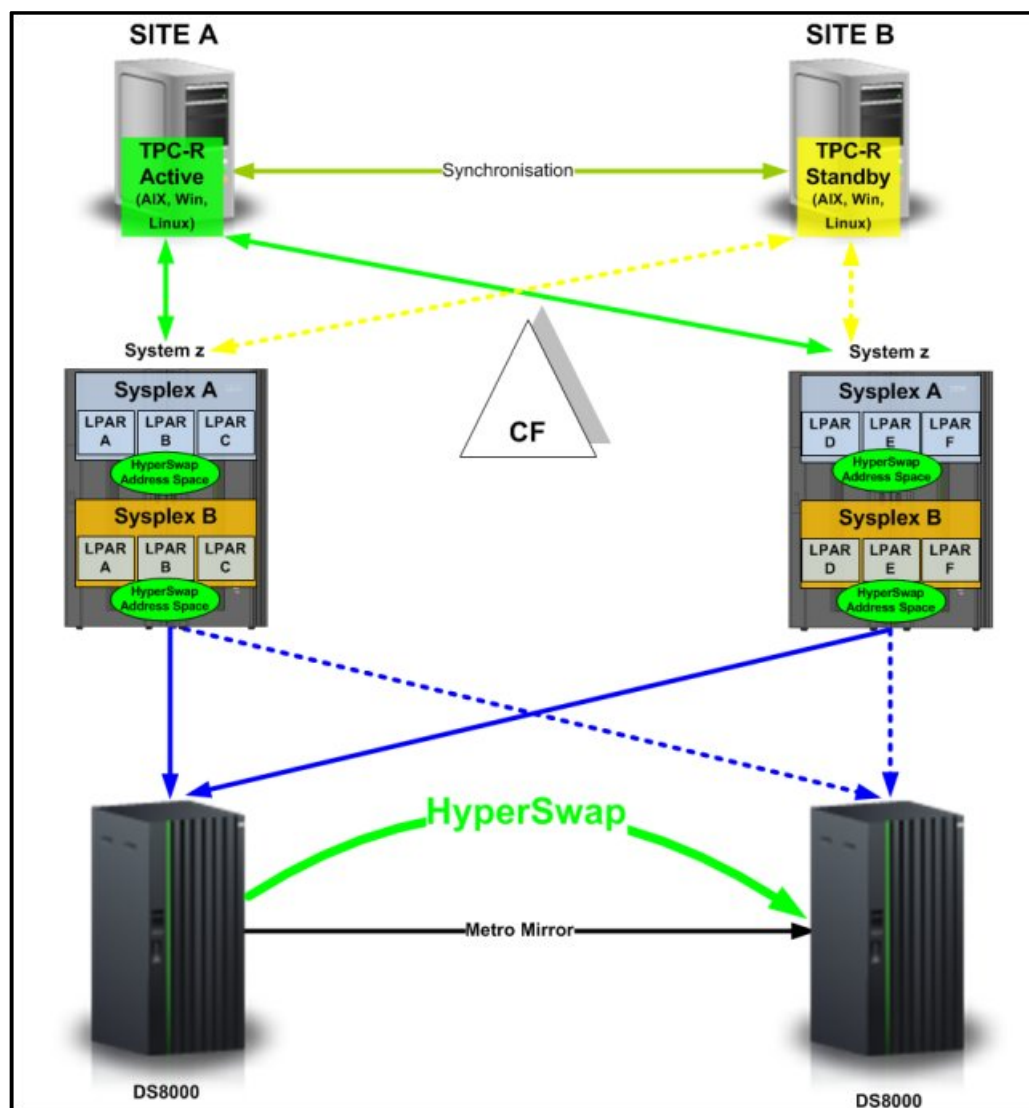 SITE A
SITE B
TPC-R
Active
(AIX, Win,
Linux)
Synchronisation
TPC-R
Standby
(AIX, Win,
Linux)
System z
System z
CF
Sysplex A
LPAR
A
LPAR
B
LPAR
C
HyperSwap
Address Space
Sysplex B
LPAR
A
LPAR
B
LPAR
C
HyperSwap
Address Space
Sysplex A
LPAR
D
LPAR
E
LPAR
F
HyperSwap
Address Space
Sysplex B
LPAR
D
LPAR
E
LPAR
F
HyperSwap
Address Space
HyperSwap
Metro Mirror
DS8000
DS8000